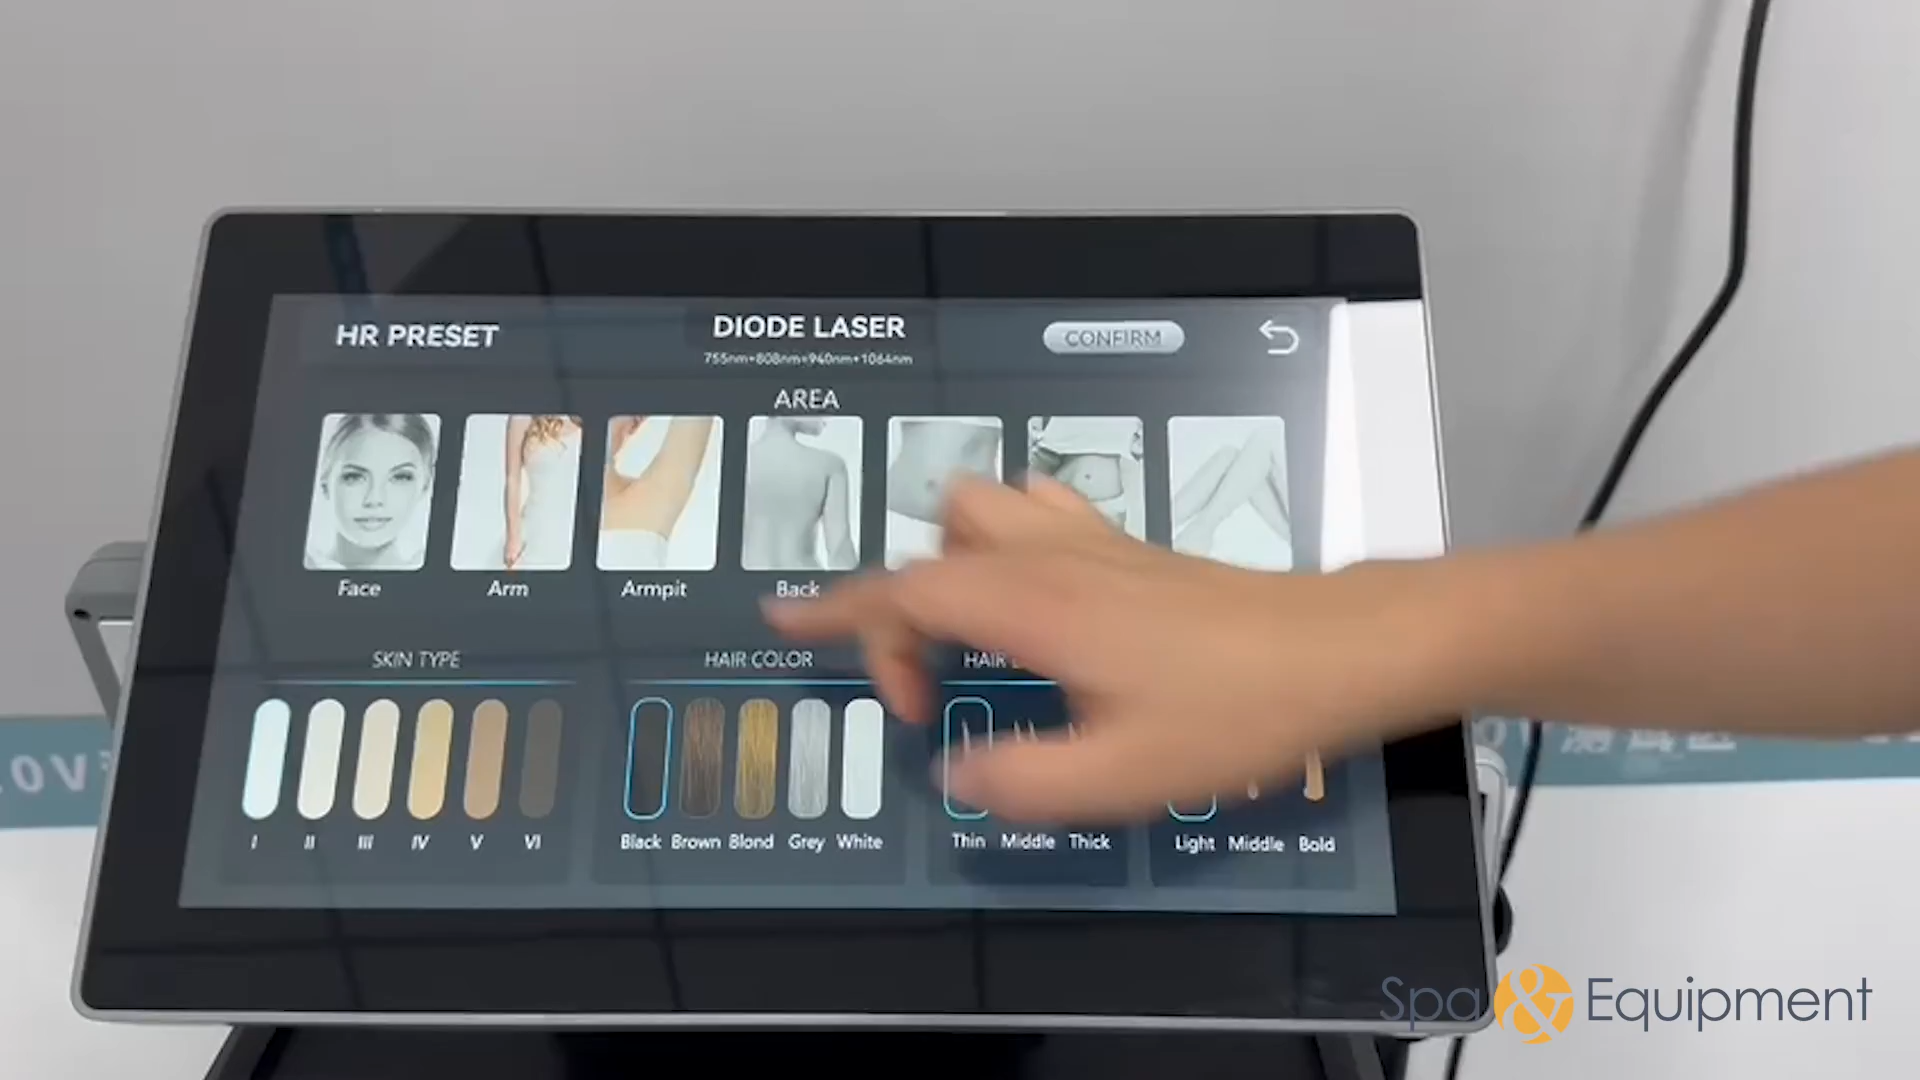 HR PRESET
DIODE LASER
755nm+808nm+940nm+1064nm
CONFIRM
AREA
Face
Arm
Armpit
Back
SKIN TYPE
HAIR COLOR
HAIR
I II III IV V VI
Black Brown Blond Grey White
Thin Middle Thick
Light Middle Bold
Spa & Equipment